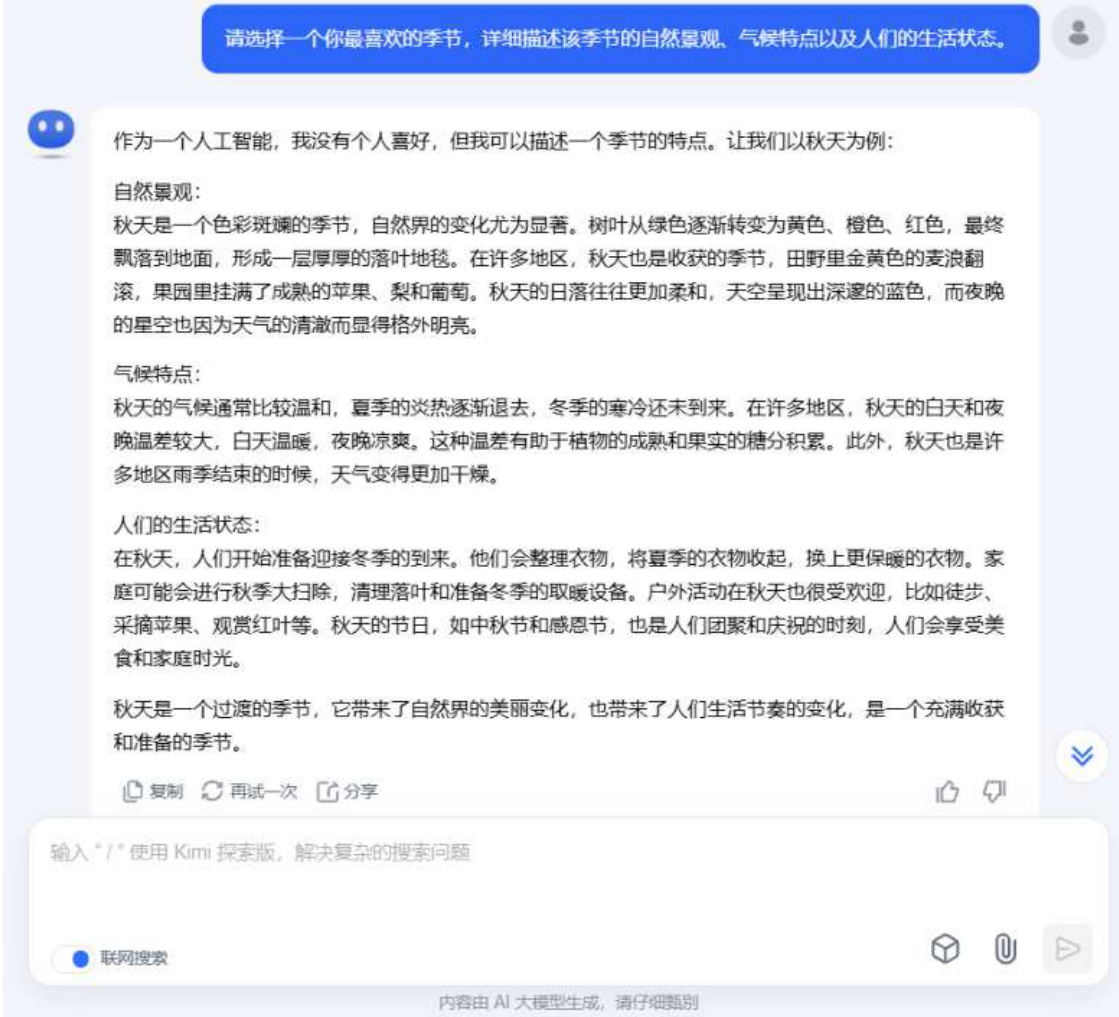 请选择一个你最喜欢的季节，详细描述该季节的自然景观、气候特点以及人们的生活状态。
作为一个人工智能，我没有个人喜好，但我可以描述一个季节的特点。让我们以秋天为例：
自然景观：
秋天是一个色彩斑斓的季节，自然界的变化尤为显著。树叶从绿色逐渐转变为黄色、橙色、红色，最终
飘落到地面，形成一层厚厚的落叶地毯。在许多地区，秋天也是收获的季节，田野里金黄色的麦浪翻
滚，果园里挂满了成熟的苹果、梨和葡萄。秋天的日落往往更加柔和，天空呈现出深邃的蓝色，而夜晚
的星空也因为天气的清澈而显得格外明亮。
气候特点：
秋天的气候通常比较温和，夏季的炎热逐渐退去，冬季的寒冷还未到来。在许多地区，秋天的白天和夜
晚温差较大，白天温暖，夜晚凉爽。这种温差有助于植物的成熟和果实的糖分积累。此外，秋天也是许
多地区雨季结束的时候，天气变得更加干燥。
人们的生活状态：
在秋天，人们开始准备迎接冬季的到来。他们会整理衣物，将夏季的衣物收起，换上更保暖的衣物。家
庭可能会进行秋季大扫除，清理落叶和准备冬季的取暖设备。户外活动在秋天也很受欢迎，比如徒步、
采摘苹果、观赏红叶等。秋天的节日，如中秋节和感恩节，也是人们团聚和庆祝的时刻，人们会享受美
食和家庭时光。
秋天是一个过渡的季节，它带来了自然界的美丽变化，也带来了人们生活节奏的变化，是一个充满收获
和准备的季节。
复制 再试一次 分享
输入 "/" 使用 Kimi 探索版，解决复杂的搜索问题
联网搜索
内容由 AI 大模型生成，请仔细甄别